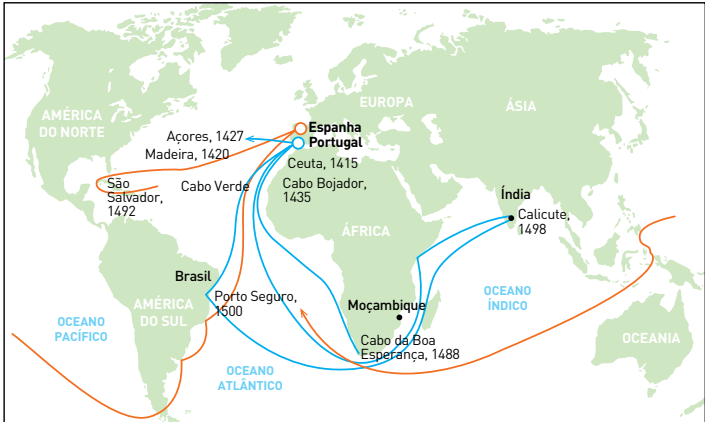 AMÉRICA
DO NORTE
EUROPA
ÁSIA
Açores, 1427
Espanha
Portugal
Madeira, 1420
Ceuta, 1415
São
Salvador,
1492
Cabo Verde
Cabo Bojador,
1435
Índia
Calicute,
1498
ÁFRICA
Brasil
Porto Seguro,
1500
Moçambique
OCEANO
ÍNDICO
AMÉRICA
DO SUL
OCEANO
PACÍFICO
Cabo da Boa
Esperança, 1488
OCEANIA
OCEANO
ATLÂNTICO